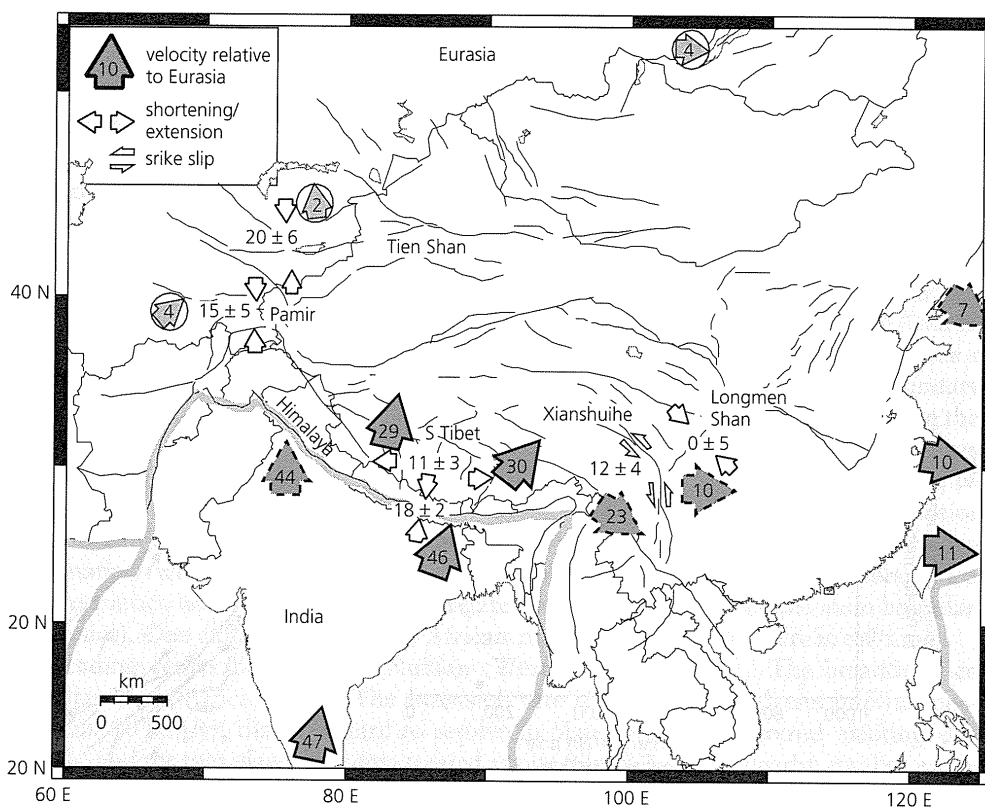 10
velocity relative
to Eurasia
shortening/
extension
srike slip
Eurasia
4
2
20 ± 6
Tien Shan
40 N
4
15 ± 5
Pamir
7
Himalaya
29
S Tibet
11 ± 3
30
Xianshuihe
12 ± 4
Longmen
Shan
0 ± 5
10
10
44
18 ± 2
46
23
11
20 N
India
km
0
500
47
20 N
60 E
80 E
100 E
120 E